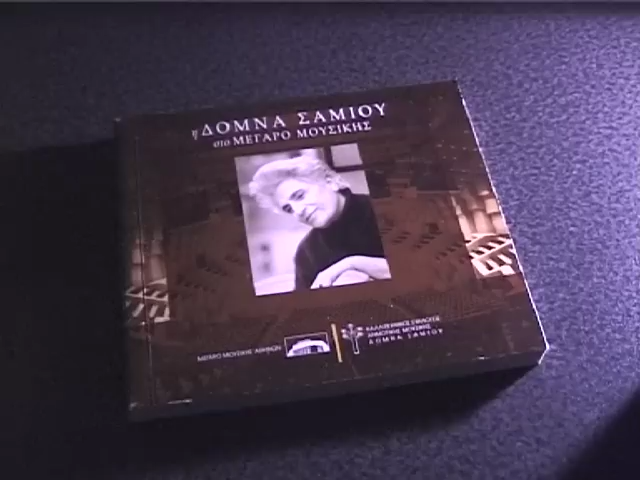 η ΔΟΜΝΑ ΣΑΜΙΟΥ
στο ΜΕΓΑΡΟ ΜΟΥΣΙΚΗΣ
ΜΕΓΑΡΟ ΜΟΥΣΙΚΗΣ ΑΘΗΝΩΝ
ΚΑΛΛΙΤΕΧΝΙΚΟΣ ΣΥΛΛΟΓΟΣ
ΔΗΜΟΤΙΚΗΣ ΜΟΥΣΙΚΗΣ
ΔΟΜΝΑ ΣΑΜΙΟΥ